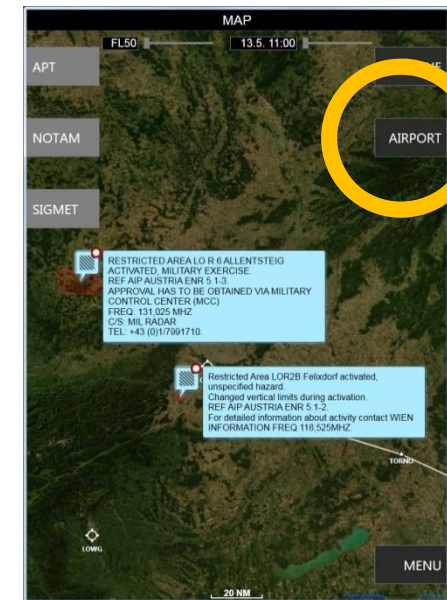 MAP
FL50
13.5. 11:00
APT
NOTAM
AIRPORT
SIGMET
RESTRICTED AREA LO R 6 ALLENTSTEIG
ACTIVATED, MILITARY EXERCISE.
REF AIP AUSTRIA ENR 5.1-3.
APPROVAL HAS TO BE OBTAINED VIA MILITARY
CONTROL CENTER (MCC)
FREQ: 131,025 MHZ
C/S: MIL RADAR
TEL: +43 (0)1/7991710.
Restricted Area LOR2B Felixdorf activated,
unspecified hazard.
Changed vertical limits during activation.
REF AIP AUSTRIA ENR 5.1-2.
For detailed information about activity contact WIEN
INFORMATION FREQ 118,525MHZ.
TORNO
LOWG
MENU
20 NM